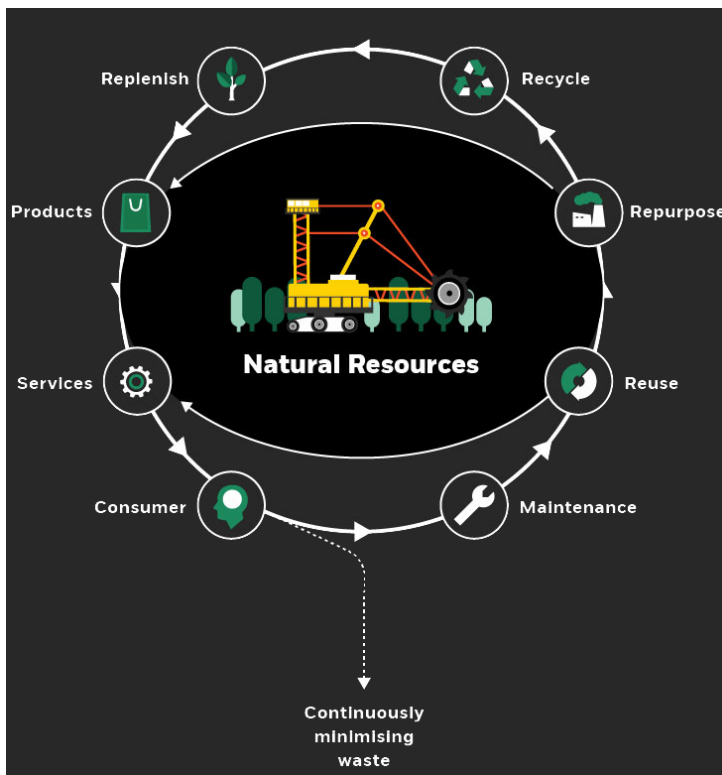 Replenish
Recycle
Products
Repurpose
Natural Resources
Services
Reuse
Consumer
Maintenance
Continuously
minimising
waste